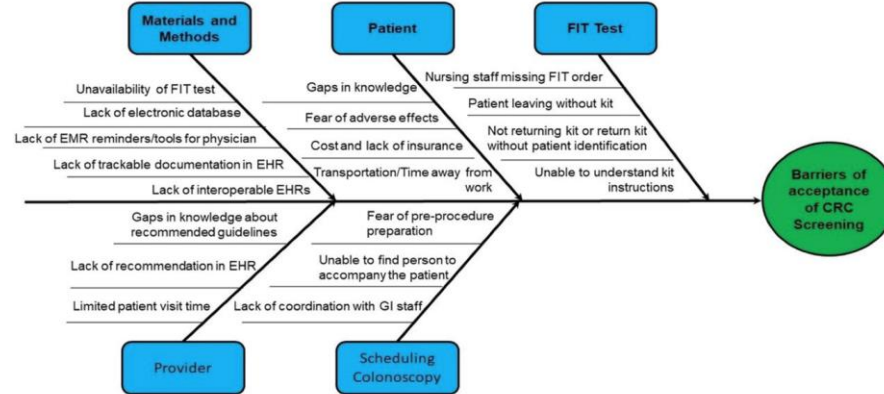 Materials and
Methods
Patient
FIT Test
Unavailability of FIT test
Lack of electronic database
Lack of EMR reminders/tools for physician
Lack of trackable documentation in EHR
Lack of interoperable EHRs
Gaps in knowledge
Fear of adverse effects
Cost and lack of insurance
Transportation/Time away from
work
Nursing staff missing FIT order
Patient leaving without kit
Not returning kit or return kit
without patient identification
Unable to understand kit
instructions
Barriers of
acceptance
of CRC
Screening
Gaps in knowledge about
recommended guidelines
Lack of recommendation in EHR
Limited patient visit time
Fear of pre-procedure
preparation
Unable to find person to
accompany the patient
Lack of coordination with GI staff
Provider
Scheduling
Colonoscopy